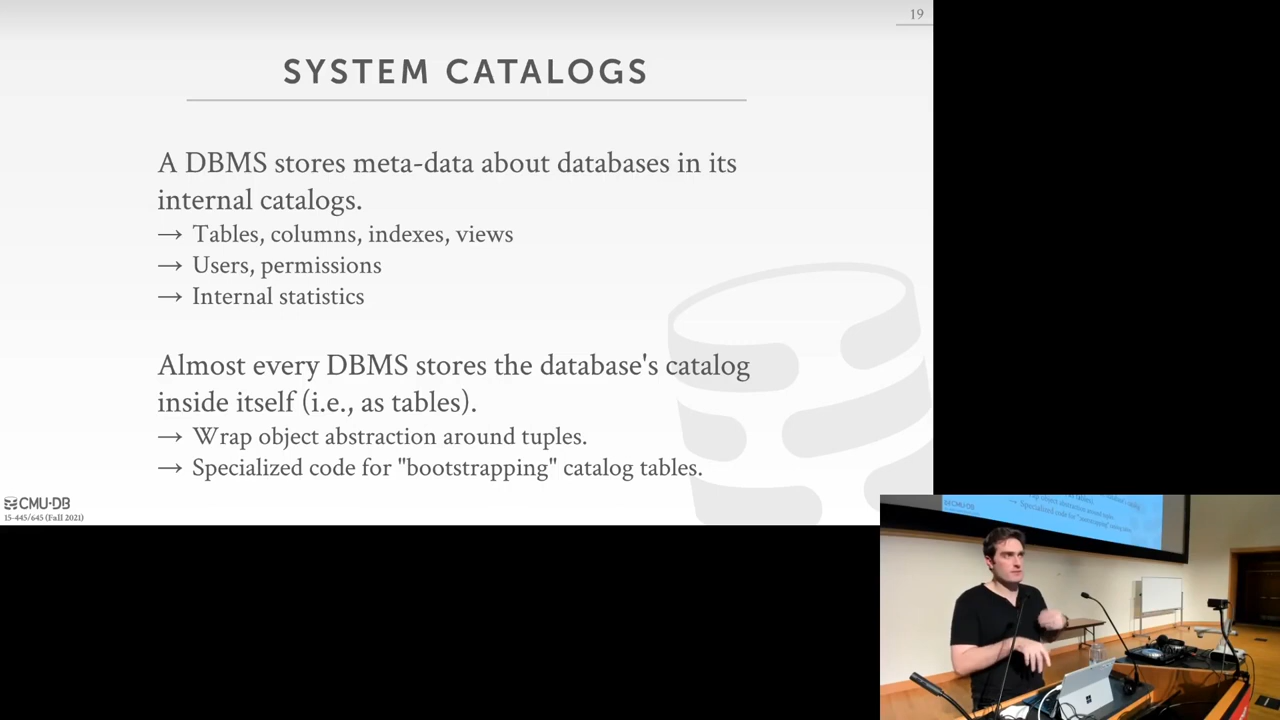 19
SYSTEM CATALOGS
A DBMS stores meta-data about databases in its
internal catalogs.
→ Tables, columns, indexes, views
→ Users, permissions
→ Internal statistics
Almost every DBMS stores the database's catalog
inside itself (i.e., as tables).
→ Wrap object abstraction around tuples.
→ Specialized code for "bootstrapping" catalog tables.
CMU·DB
15-445/645 (Fall 2021)